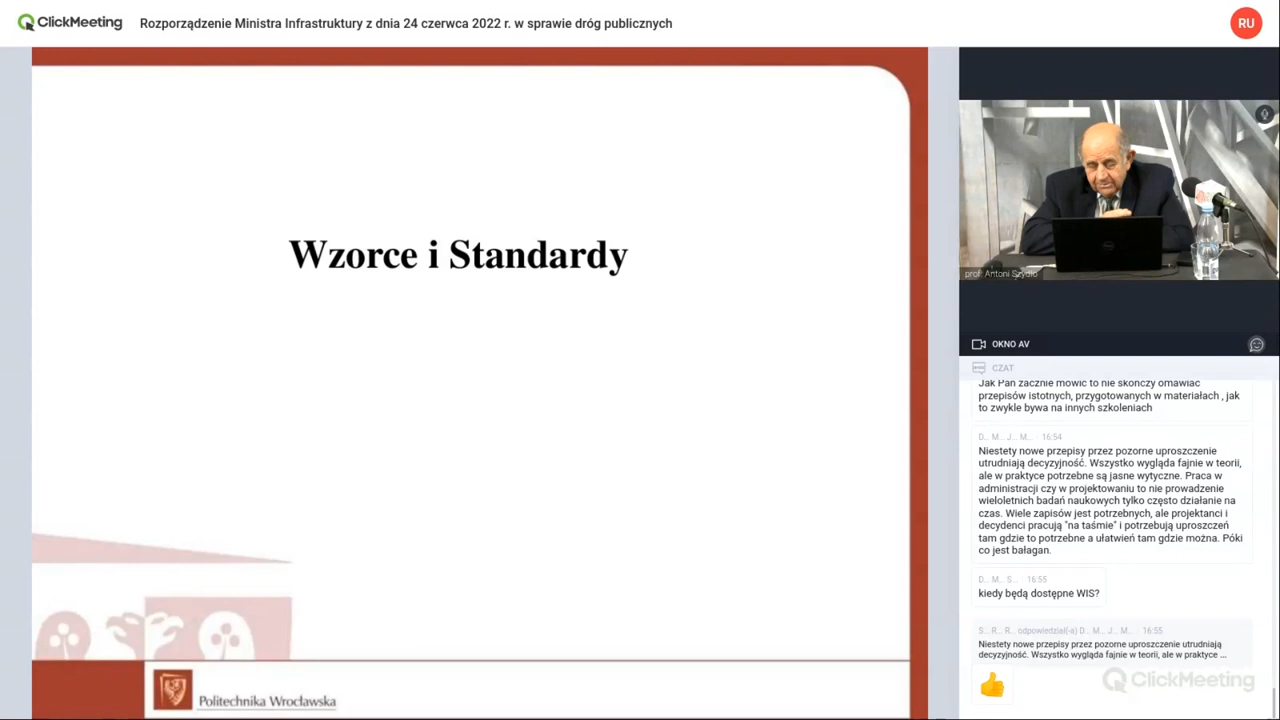 ClickMeeting
Rozporządzenie Ministra Infrastruktury z dnia 24 czerwca 2022 r. w sprawie dróg publicznych
RU
Wzorce i Standardy
Politechnika Wrocławska
prof. Antoni Szydło
OKNO AV
CZAT
Jak Pan zacznie mówić to nie skończy omawiać
przepisów istotnych, przygotowanych w materiałach , jak
to zwykle bywa na innych szkoleniach
D... M... J... M... 16:54
Niestety nowe przepisy przez pozorne uproszczenie
utrudniają decyzyjność. Wszystko wygląda fajnie w teorii,
ale w praktyce potrzebne są jasne wytyczne. Praca w
administracji czy w projektowaniu to nie prowadzenie
wieloletnich badań naukowych tylko często działanie na
czas. Wiele zapisów jest potrzebnych, ale projektanci i
decydenci pracują "na taśmie" i potrzebują uproszczeń
tam gdzie to potrzebne a ułatwień tam gdzie można. Póki
co jest bałagan.
D... M... S... 16:55
kiedy będą dostępne WIS?
S... R... R... odpowiedział(-a) D... M... J... M... 16:55
Niestety nowe przepisy przez pozorne uproszczenie utrudniają
decyzyjność. Wszystko wygląda fajnie w teorii, ale w praktyce ...
ClickMeeting